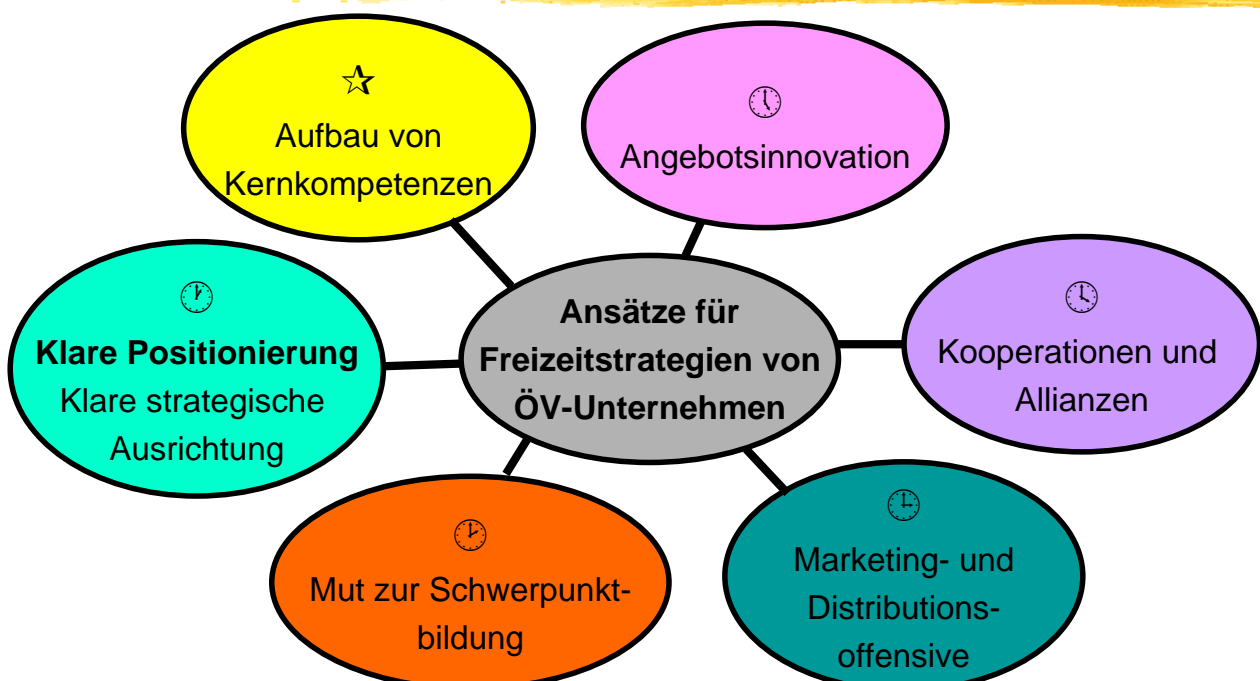 ☆
Aufbau von
Kernkompetenzen
🕔
Angebotsinnovation
🕐
Klare Positionierung
Klare strategische
Ausrichtung
Ansätze für
Freizeitstrategien von
ÖV-Unternehmen
🕓
Kooperationen und
Allianzen
🕑
Mut zur Schwerpunkt-
bildung
🕒
Marketing- und
Distributions-
offensive